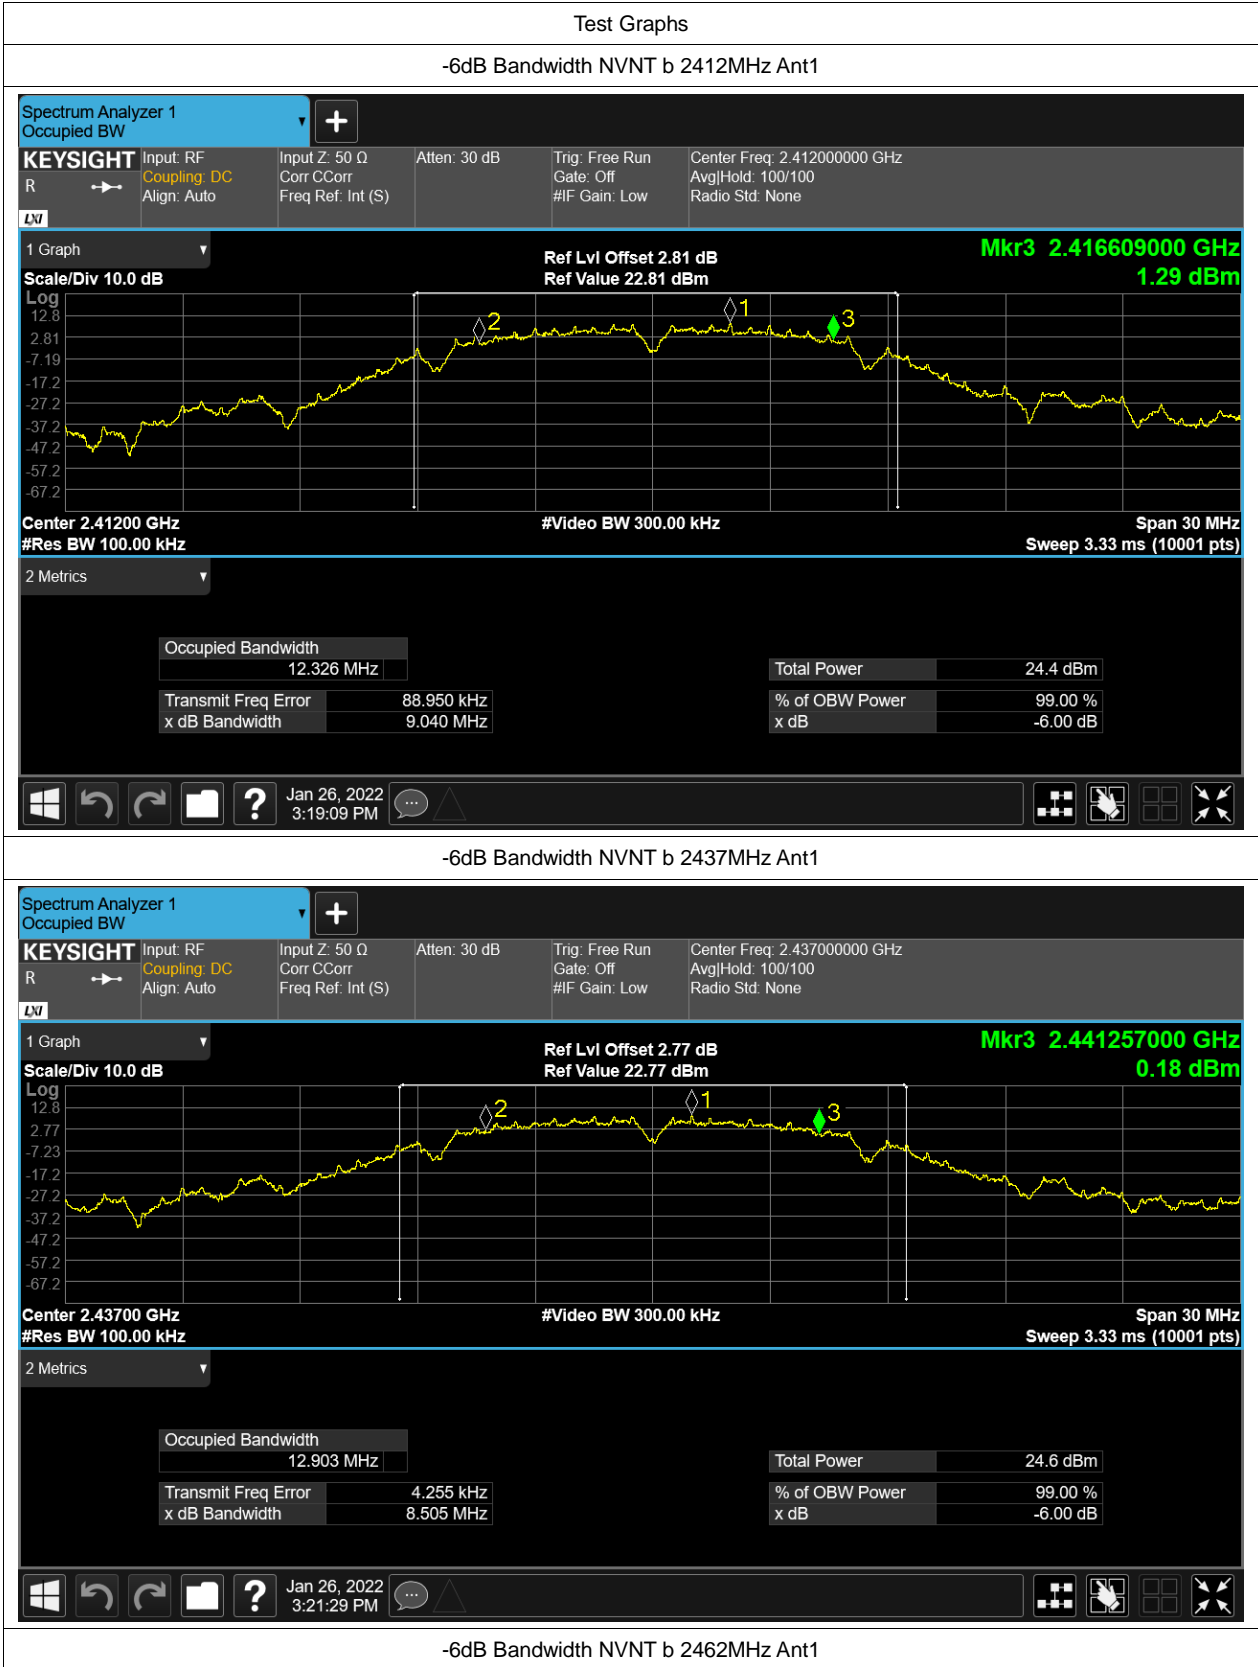 Test Graphs
-6dB Bandwidth NVNT b 2412MHz Ant1
Spectrum Analyzer 1
Occupied BW
KEYSIGHT
R
LXI
Input: RF
Coupling: DC
Align: Auto
Input Z: 50 Ω
Corr CCorr
Freq Ref: Int (S)
Atten: 30 dB
Trig: Free Run
Gate: Off
#IF Gain: Low
Center Freq: 2.412000000 GHz
Avg|Hold: 100/100
Radio Std: None
1 Graph
Scale/Div 10.0 dB
Ref Lvl Offset 2.81 dB
Ref Value 22.81 dBm
Mkr3 2.416609000 GHz
1.29 dBm
Log
12.8
2.81
-7.19
-17.2
-27.2
-37.2
-47.2
-57.2
-67.2
2
1
3
Center 2.41200 GHz
#Res BW 100.00 kHz
#Video BW 300.00 kHz
Span 30 MHz
Sweep 3.33 ms (10001 pts)
2 Metrics
Occupied Bandwidth
12.326 MHz
Transmit Freq Error 88.950 kHz
x dB Bandwidth 9.040 MHz
Total Power 24.4 dBm
% of OBW Power 99.00 %
x dB -6.00 dB
?
Jan 26, 2022
3:19:09 PM
-6dB Bandwidth NVNT b 2437MHz Ant1
Spectrum Analyzer 1
Occupied BW
KEYSIGHT
R
LXI
Input: RF
Coupling: DC
Align: Auto
Input Z: 50 Ω
Corr CCorr
Freq Ref: Int (S)
Atten: 30 dB
Trig: Free Run
Gate: Off
#IF Gain: Low
Center Freq: 2.437000000 GHz
Avg|Hold: 100/100
Radio Std: None
1 Graph
Scale/Div 10.0 dB
Ref Lvl Offset 2.77 dB
Ref Value 22.77 dBm
Mkr3 2.441257000 GHz
0.18 dBm
Log
12.8
2.77
-7.23
-17.2
-27.2
-37.2
-47.2
-57.2
-67.2
2
1
3
Center 2.43700 GHz
#Res BW 100.00 kHz
#Video BW 300.00 kHz
Span 30 MHz
Sweep 3.33 ms (10001 pts)
2 Metrics
Occupied Bandwidth
12.903 MHz
Transmit Freq Error 4.255 kHz
x dB Bandwidth 8.505 MHz
Total Power 24.6 dBm
% of OBW Power 99.00 %
x dB -6.00 dB
?
Jan 26, 2022
3:21:29 PM
-6dB Bandwidth NVNT b 2462MHz Ant1